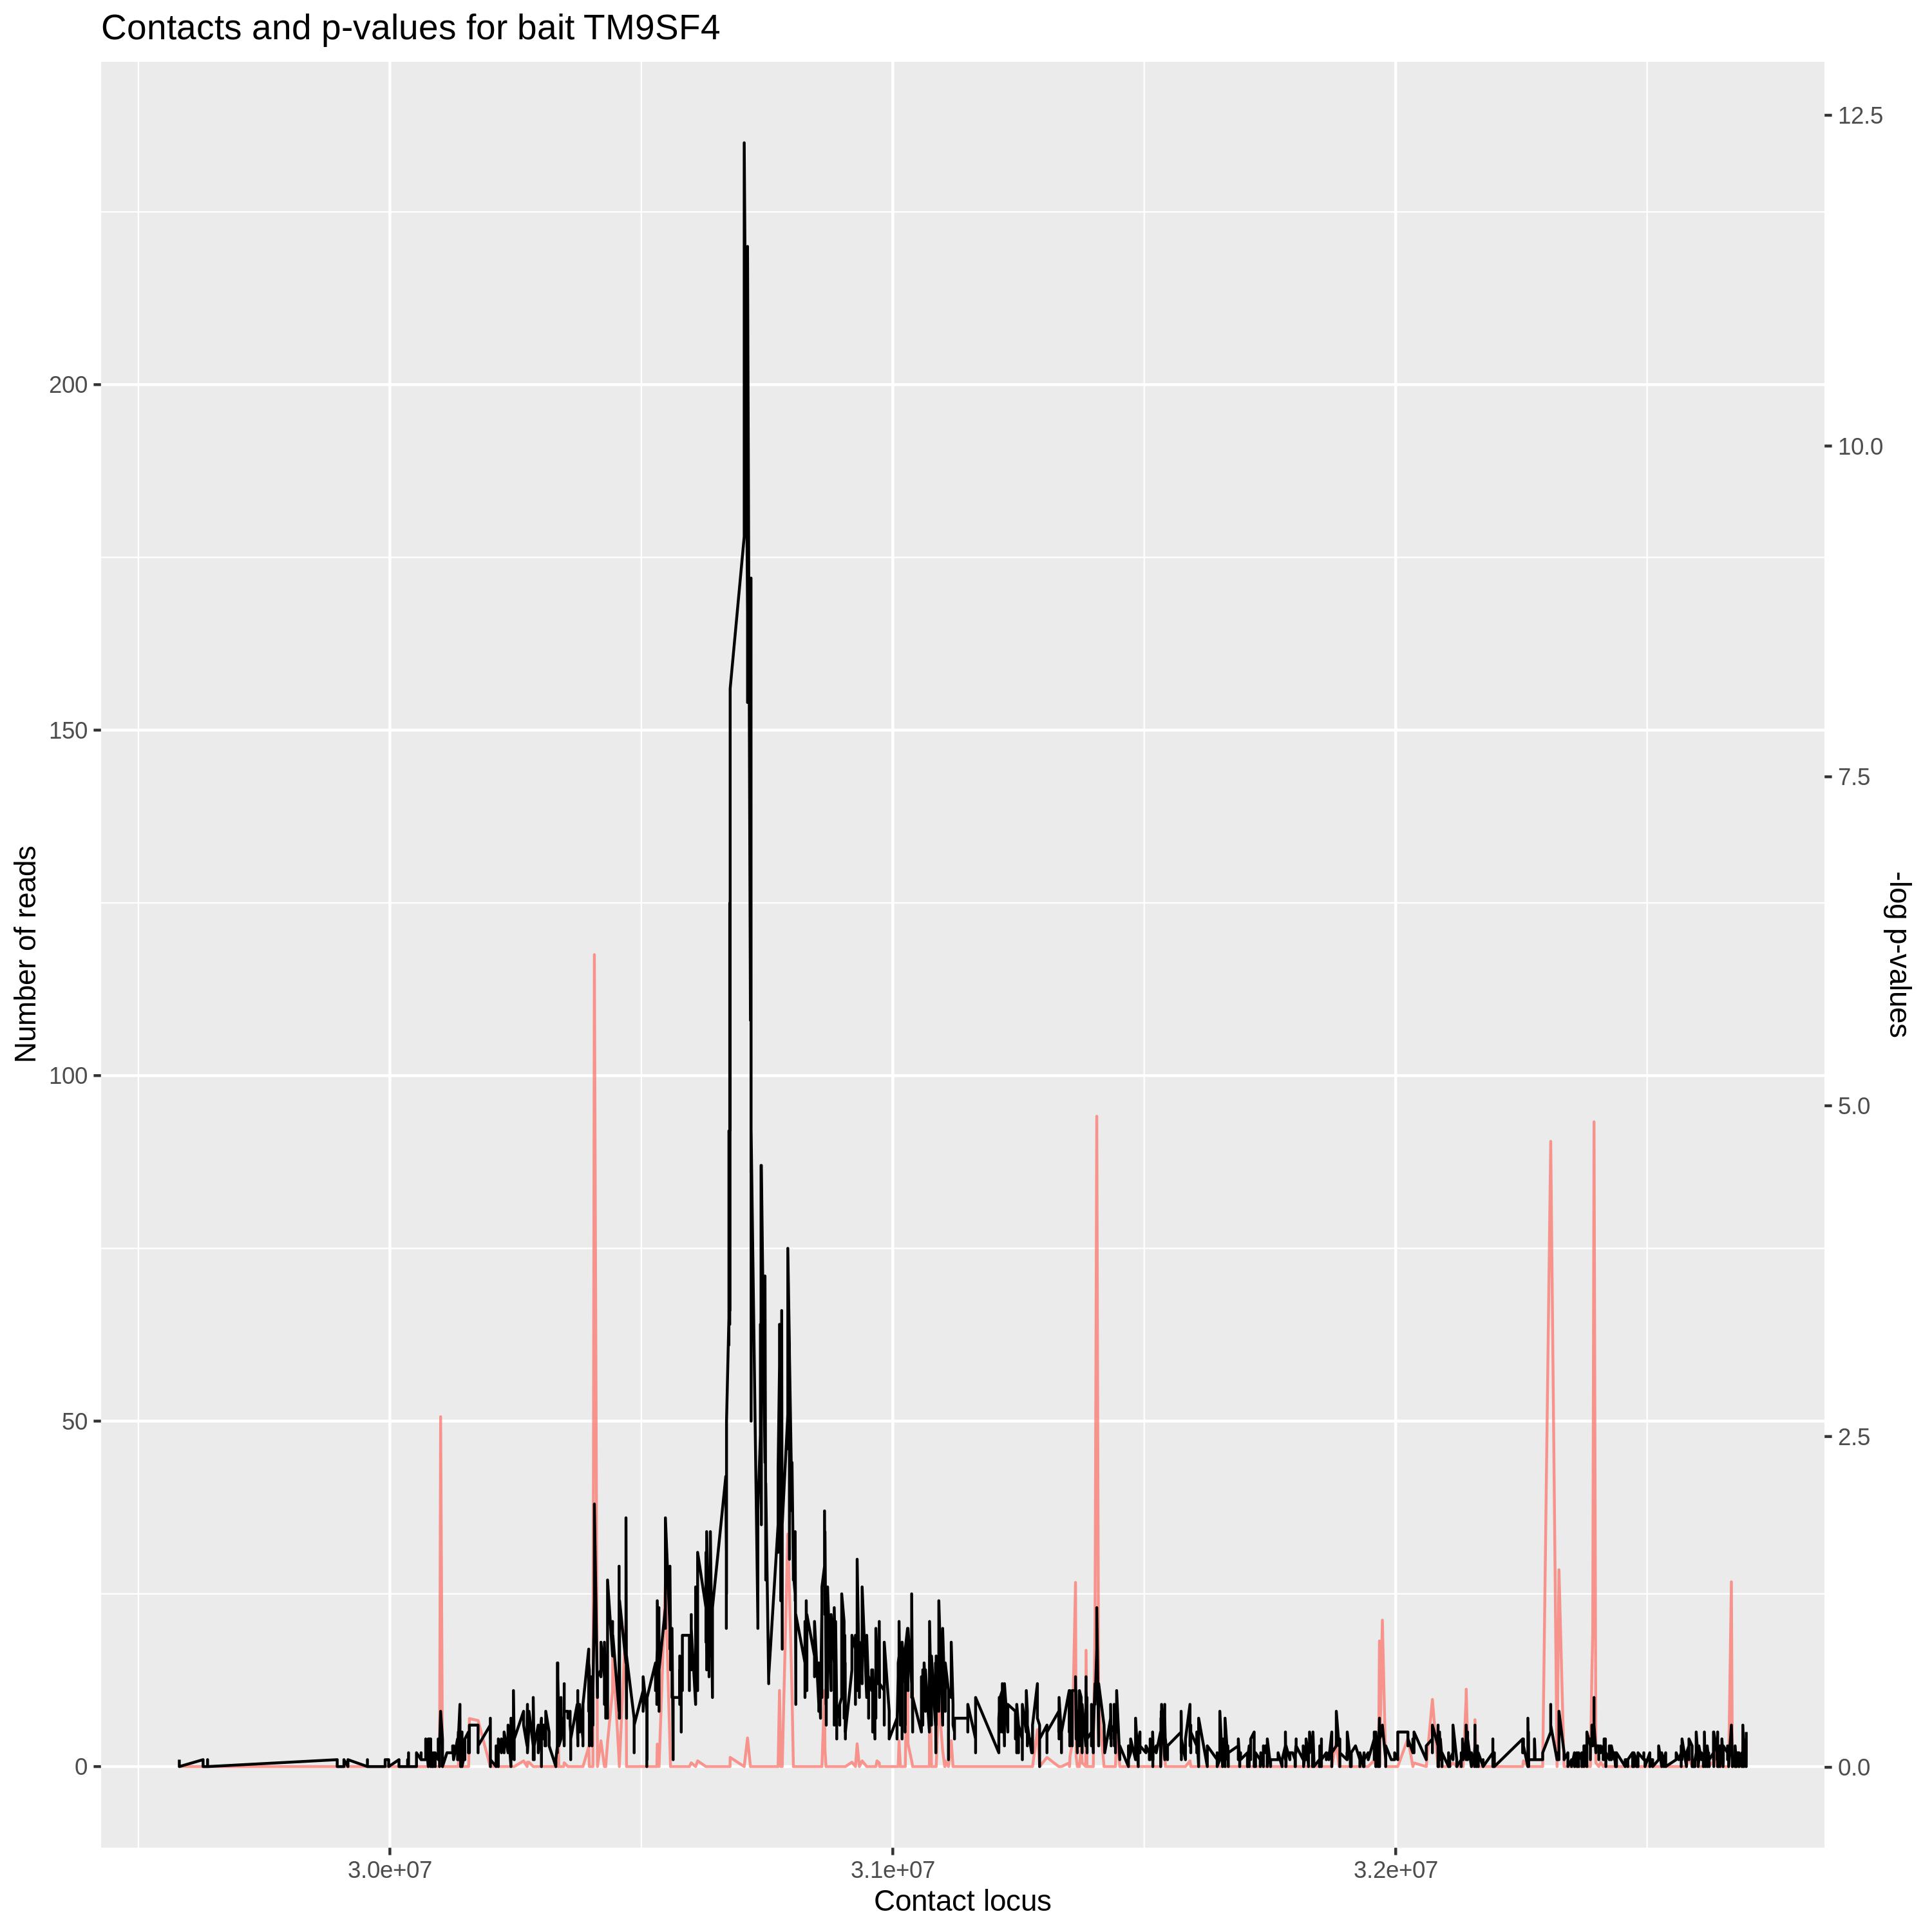 Contacts and p-values for bait TM9SF4
Number of reads
200
150
100
50
0
12.5
10.0
7.5
5.0
2.5
0.0
-log p-values
3.0e+07
3.1e+07
3.2e+07
Contact locus